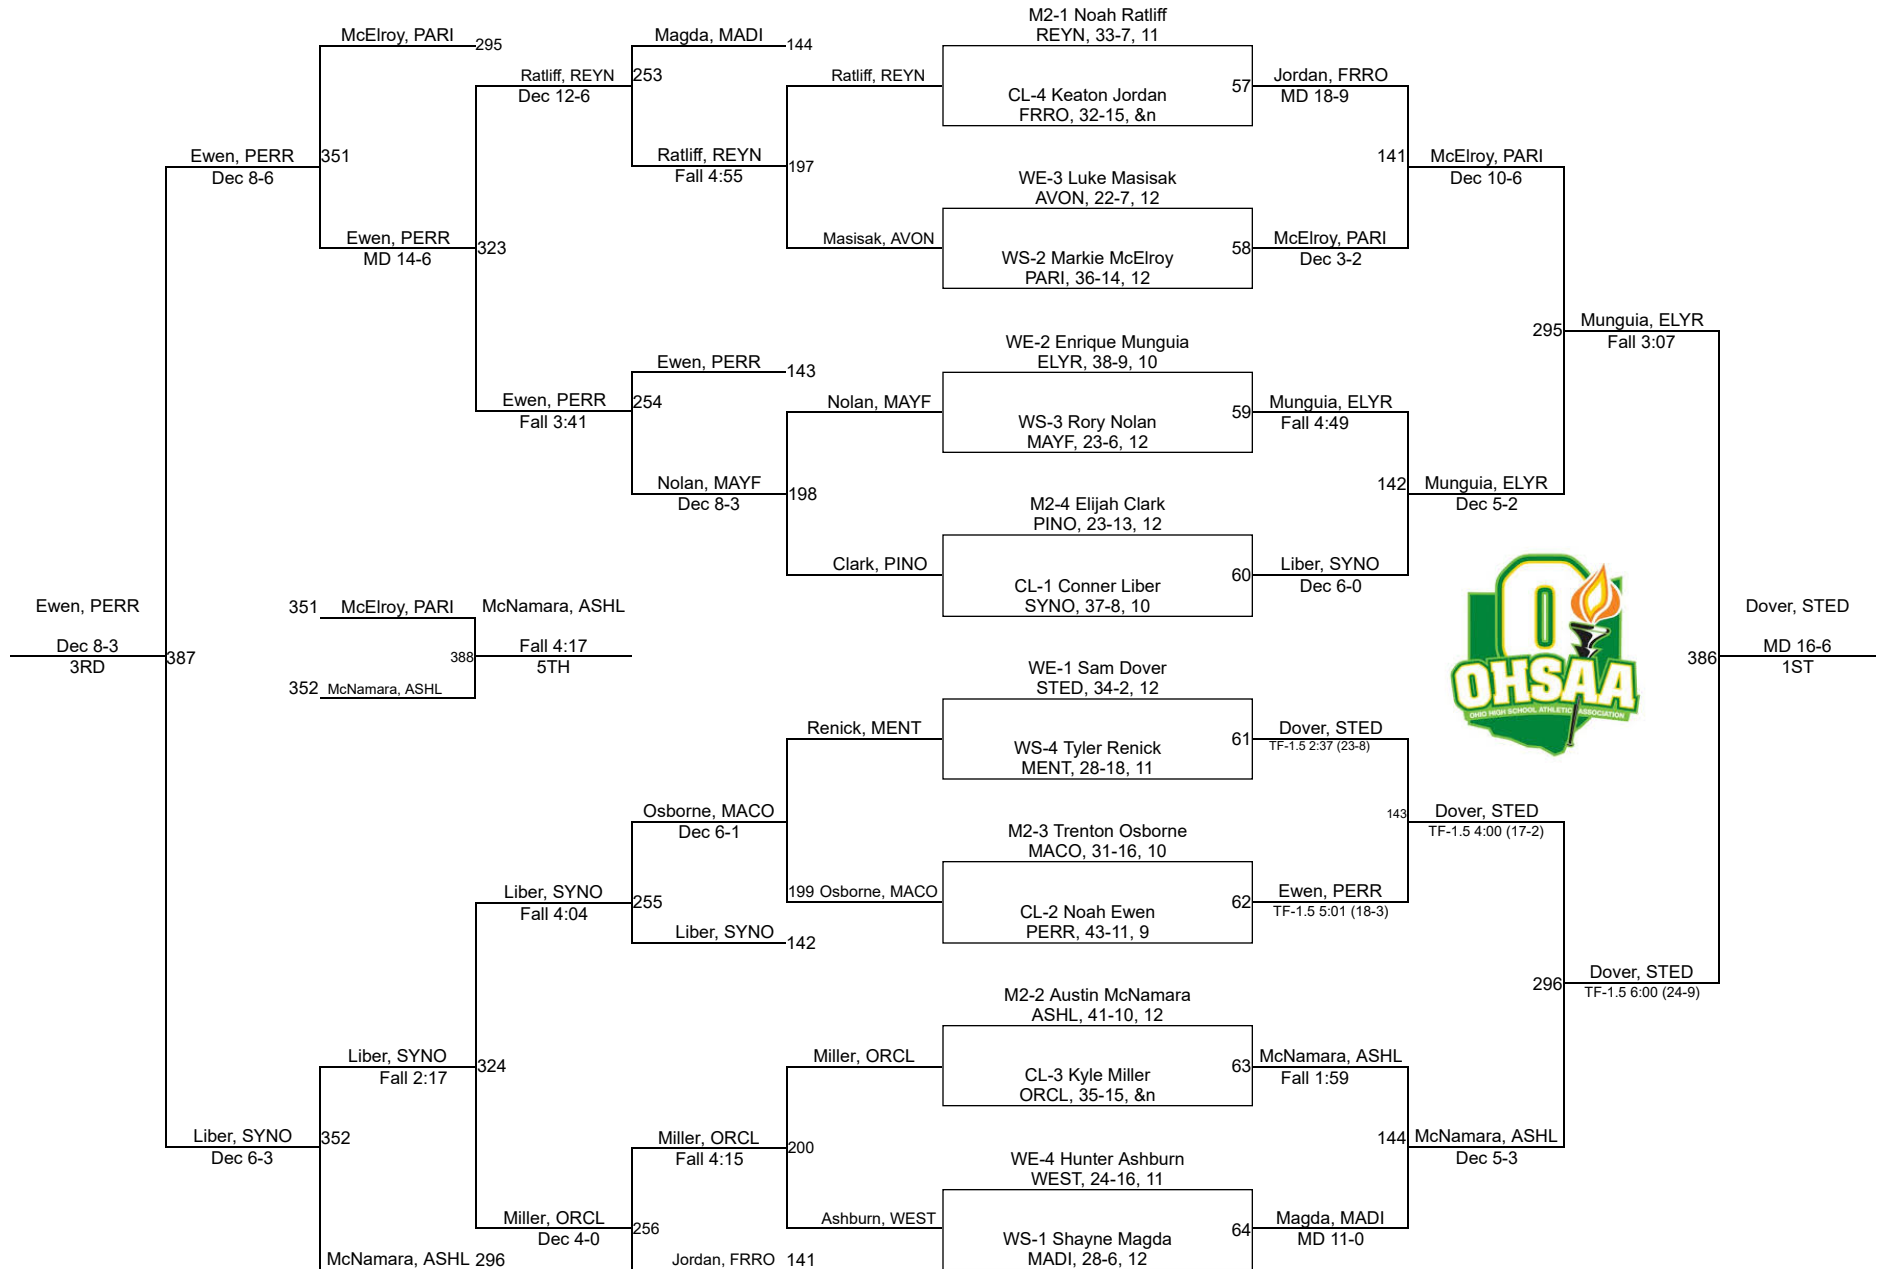 M2-1 Noah Ratliff
REYN, 33-7, 11
McElroy, PARI 295
Magda, MADI 144
Ratliff, REYN 253
Dec 12-6
Ratliff, REYN
57
Jordan, FRRO
MD 18-9
CL-4 Keaton Jordan
FRRO, 32-15, &n
Ewen, PERR 351
Dec 8-6
Ratliff, REYN
Fall 4:55
197
141
McElroy, PARI
Dec 10-6
WE-3 Luke Masisak
AVON, 22-7, 12
Ewen, PERR
MD 14-6
323
Masisak, AVON
58
McElroy, PARI
Dec 3-2
WS-2 Markie McElroy
PARI, 36-14, 12
295
Munguia, ELYR
Fall 3:07
WE-2 Enrique Munguia
ELYR, 38-9, 10
Ewen, PERR 143
Ewen, PERR
Fall 3:41
254
Nolan, MAYF
59
Munguia, ELYR
Fall 4:49
WS-3 Rory Nolan
MAYF, 23-6, 12
Nolan, MAYF
Dec 8-3
198
142
Munguia, ELYR
Dec 5-2
M2-4 Elijah Clark
PINO, 23-13, 12
Clark, PINO
60
Liber, SYNO
Dec 6-0
CL-1 Conner Liber
SYNO, 37-8, 10
Ewen, PERR
Dec 8-3
3RD
387
351 McElroy, PARI
McNamara, ASHL
388
Fall 4:17
5TH
352 McNamara, ASHL
O
OHSAA
OHIO HIGH SCHOOL ATHLETIC ASSOCIATION
Dover, STED
386
MD 16-6
1ST
WE-1 Sam Dover
STED, 34-2, 12
Renick, MENT
61
Dover, STED
TF-1.5 2:37 (23-8)
WS-4 Tyler Renick
MENT, 28-18, 11
Osborne, MACO
Dec 6-1
143
Dover, STED
TF-1.5 4:00 (17-2)
M2-3 Trenton Osborne
MACO, 31-16, 10
Liber, SYNO
Fall 4:04
255
199 Osborne, MACO
62
Ewen, PERR
TF-1.5 5:01 (18-3)
CL-2 Noah Ewen
PERR, 43-11, 9
Liber, SYNO 142
296
Dover, STED
TF-1.5 6:00 (24-9)
M2-2 Austin McNamara
ASHL, 41-10, 12
Liber, SYNO
Fall 2:17
324
Miller, ORCL
63
McNamara, ASHL
Fall 1:59
CL-3 Kyle Miller
ORCL, 35-15, &n
Liber, SYNO
Dec 6-3
352
Miller, ORCL
Fall 4:15
200
144
McNamara, ASHL
Dec 5-3
WE-4 Hunter Ashburn
WEST, 24-16, 11
Miller, ORCL
Dec 4-0
256
Ashburn, WEST
64
Magda, MADI
MD 11-0
WS-1 Shayne Magda
MADI, 28-6, 12
McNamara, ASHL 296
Jordan, FRRO 141